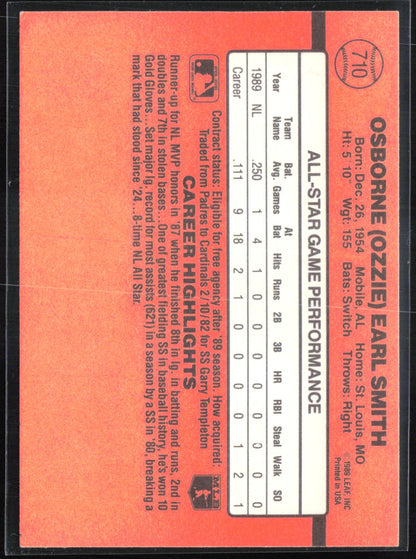 710
OSBORNE (OZZIE) EARL SMITH
Born: Dec. 26, 1954 Mobile, AL Home: St. Louis, MO
Ht: 5' 10" Wgt: 155 Bats: Switch Throws: Right
©1989 LEAF, INC.
Printed in USA
ALL-STAR GAME PERFORMANCE
Team Bat. At
Year Name Avg. Games Bat Hits Runs 2B 3B HR RBI Steal Walk SO
1989 NL .250 1 4 1 0 0 0 0 0 0 0 0
Career .111 9 18 2 1 1 0 0 0 1 2 1
Contract status: Eligible for free agency after '89 season. How acquired:
Traded from Padres to Cardinals 2/10/82 for SS Garry Templeton
MLB
CAREER HIGHLIGHTS
Runner-up for NL MVP honors in '87 when he finished 8th in lg. in batting and runs, 2nd in
doubles and 7th in stolen bases...One of greatest fielding SS in baseball history, he's won 10
Gold Gloves...Set major lg. record for most assists (621) in a season by a SS in '80, breaking a
mark that had stood since '24...8-time NL All Star.